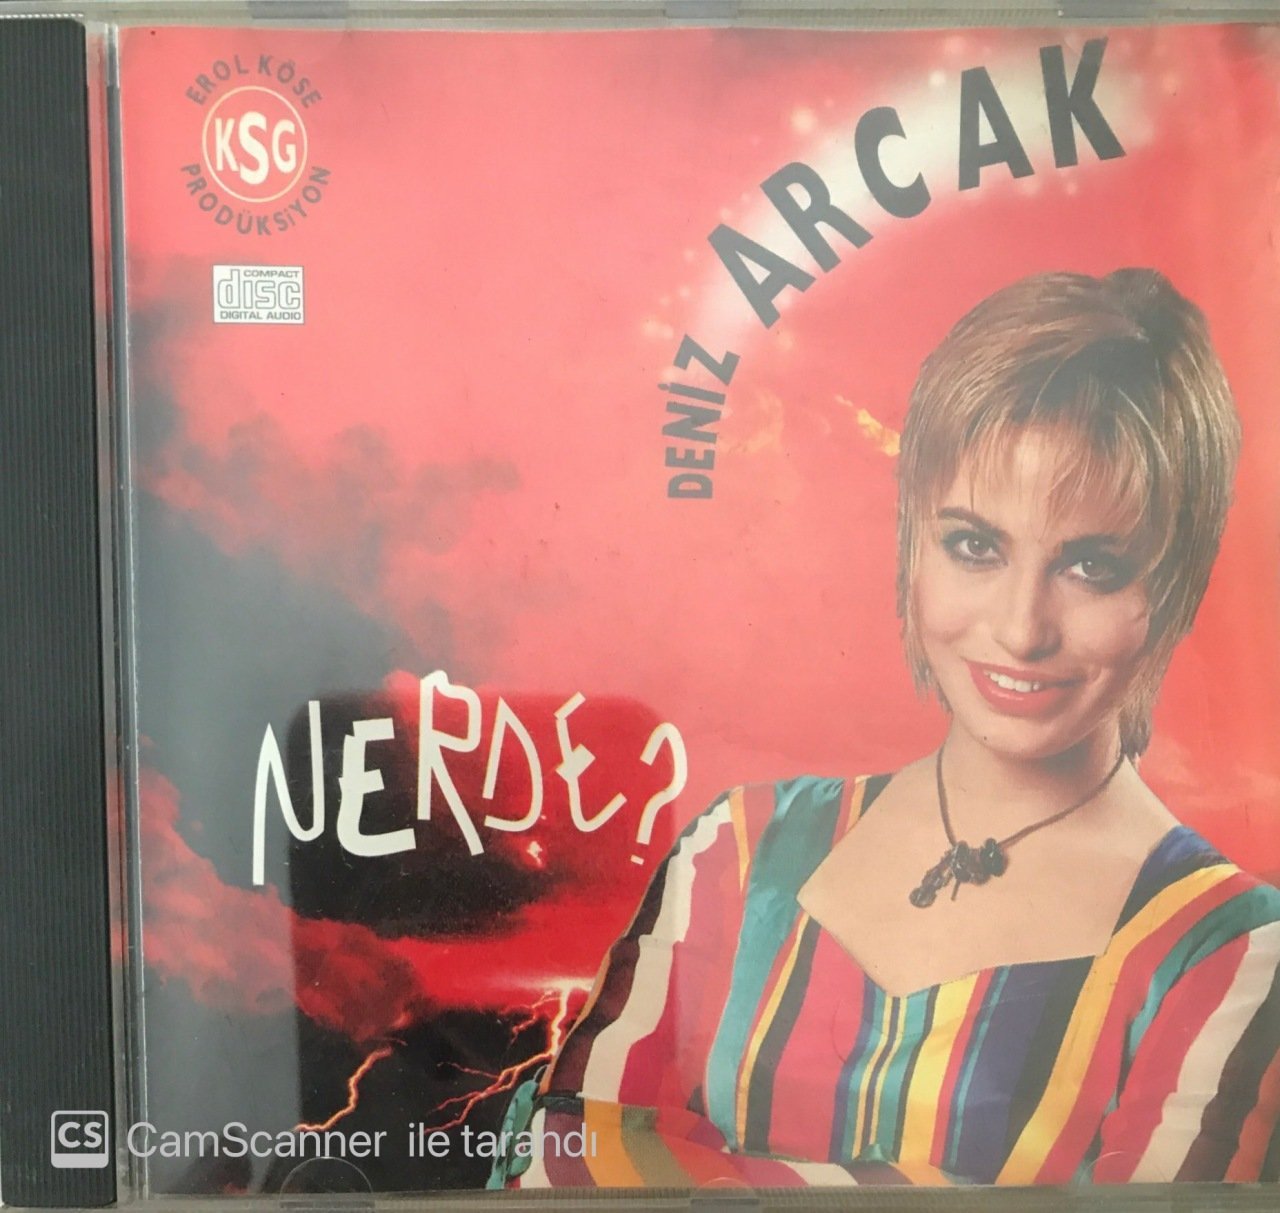 EROL KÖSE
KSG
PRODÜKSİYON
COMPACT
disc
DIGITAL AUDIO
DENİZ ARCAK
NERDE?
CS CamScanner ile tarandı